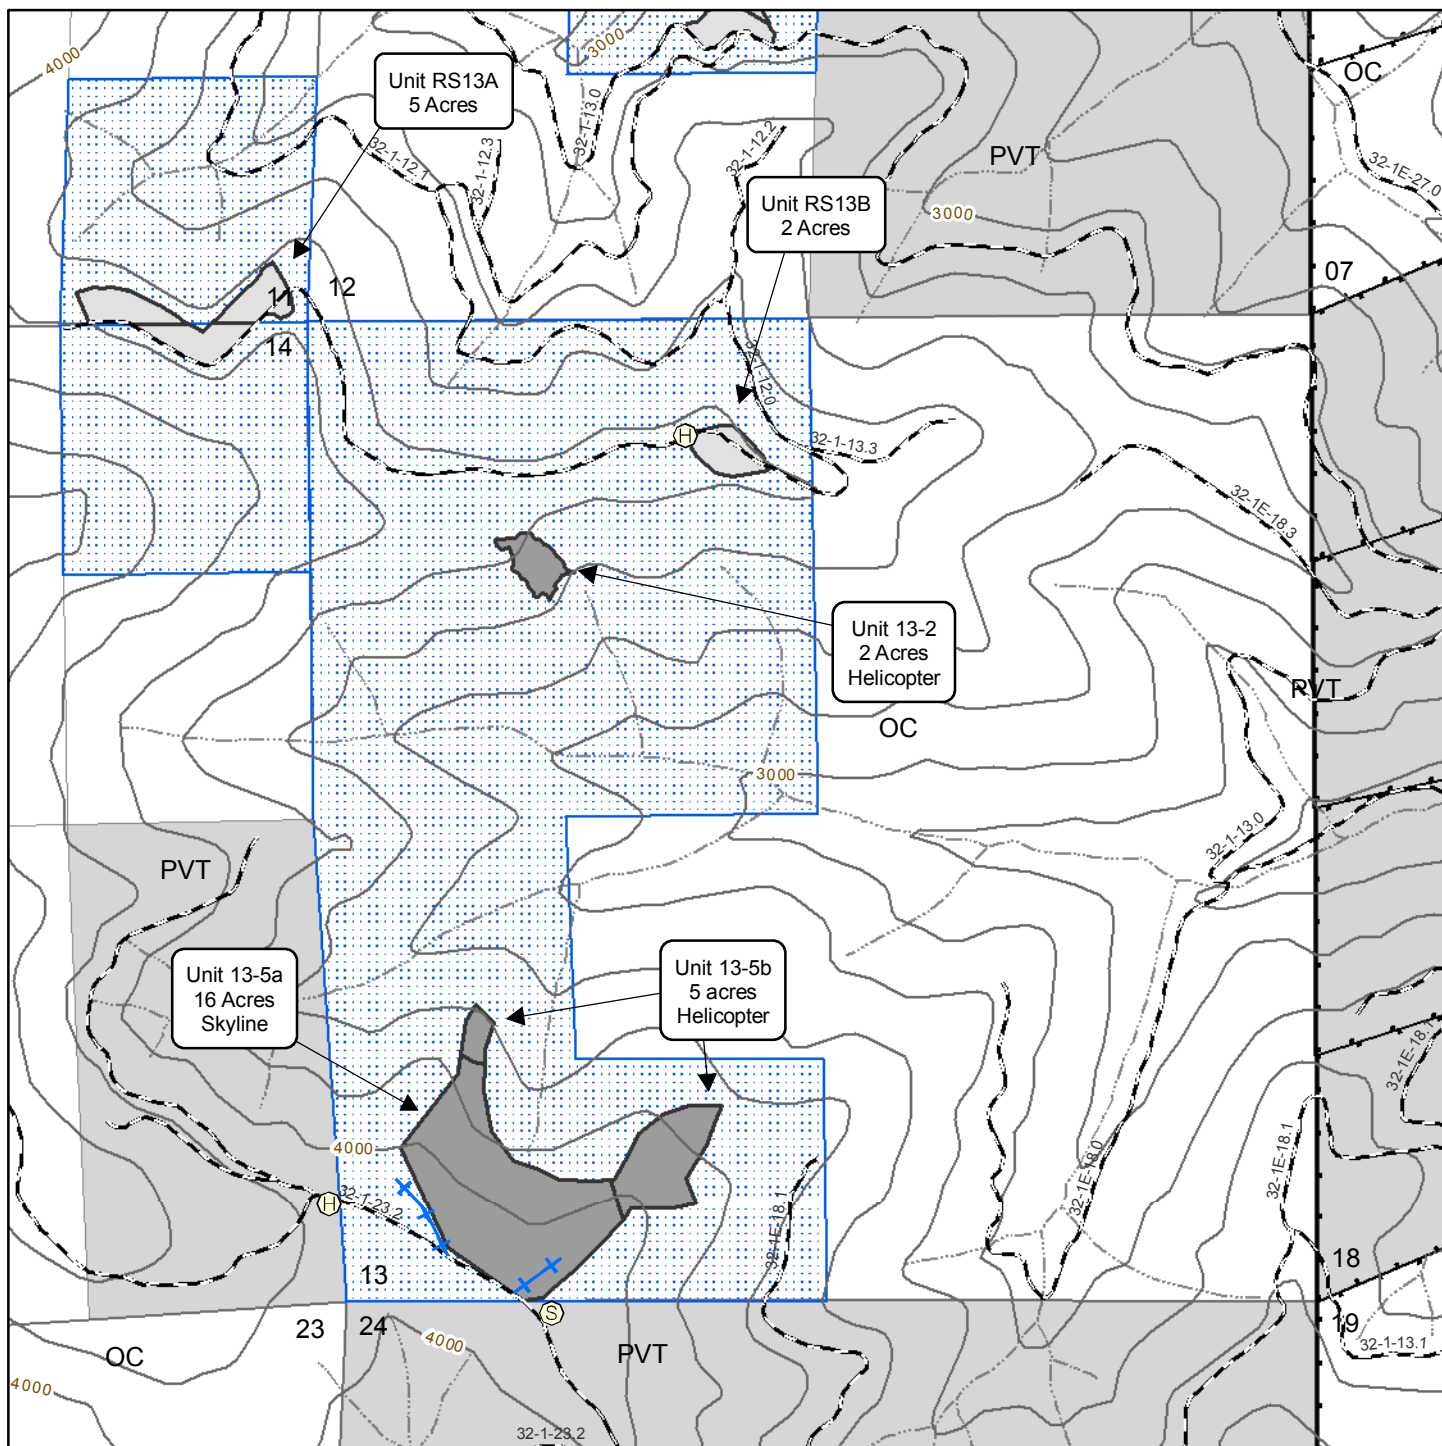 4000
3000
Unit RS13A
5 Acres
32-1-13.0
32-1-12.1
32-1-12.3
32-1-12.2
OC
PVT
32-1E-27.0
Unit RS13B
2 Acres
3000
11
12
07
14
32-1-12.0
32-1-13.3
H
32-1E-18.3
Unit 13-2
2 Acres
Helicopter
PVT
OC
3000
32-1-13.0
PVT
Unit 13-5a
16 Acres
Skyline
Unit 13-5b
5 acres
Helicopter
32-1E-18.1
4000
32-1E-18.0
32-1E-18.1
H
32-1-23.2
32-1E-18.1
13
18
S
23
24
4000
19
OC
PVT
32-1-13.1
4000
32-1-23.2